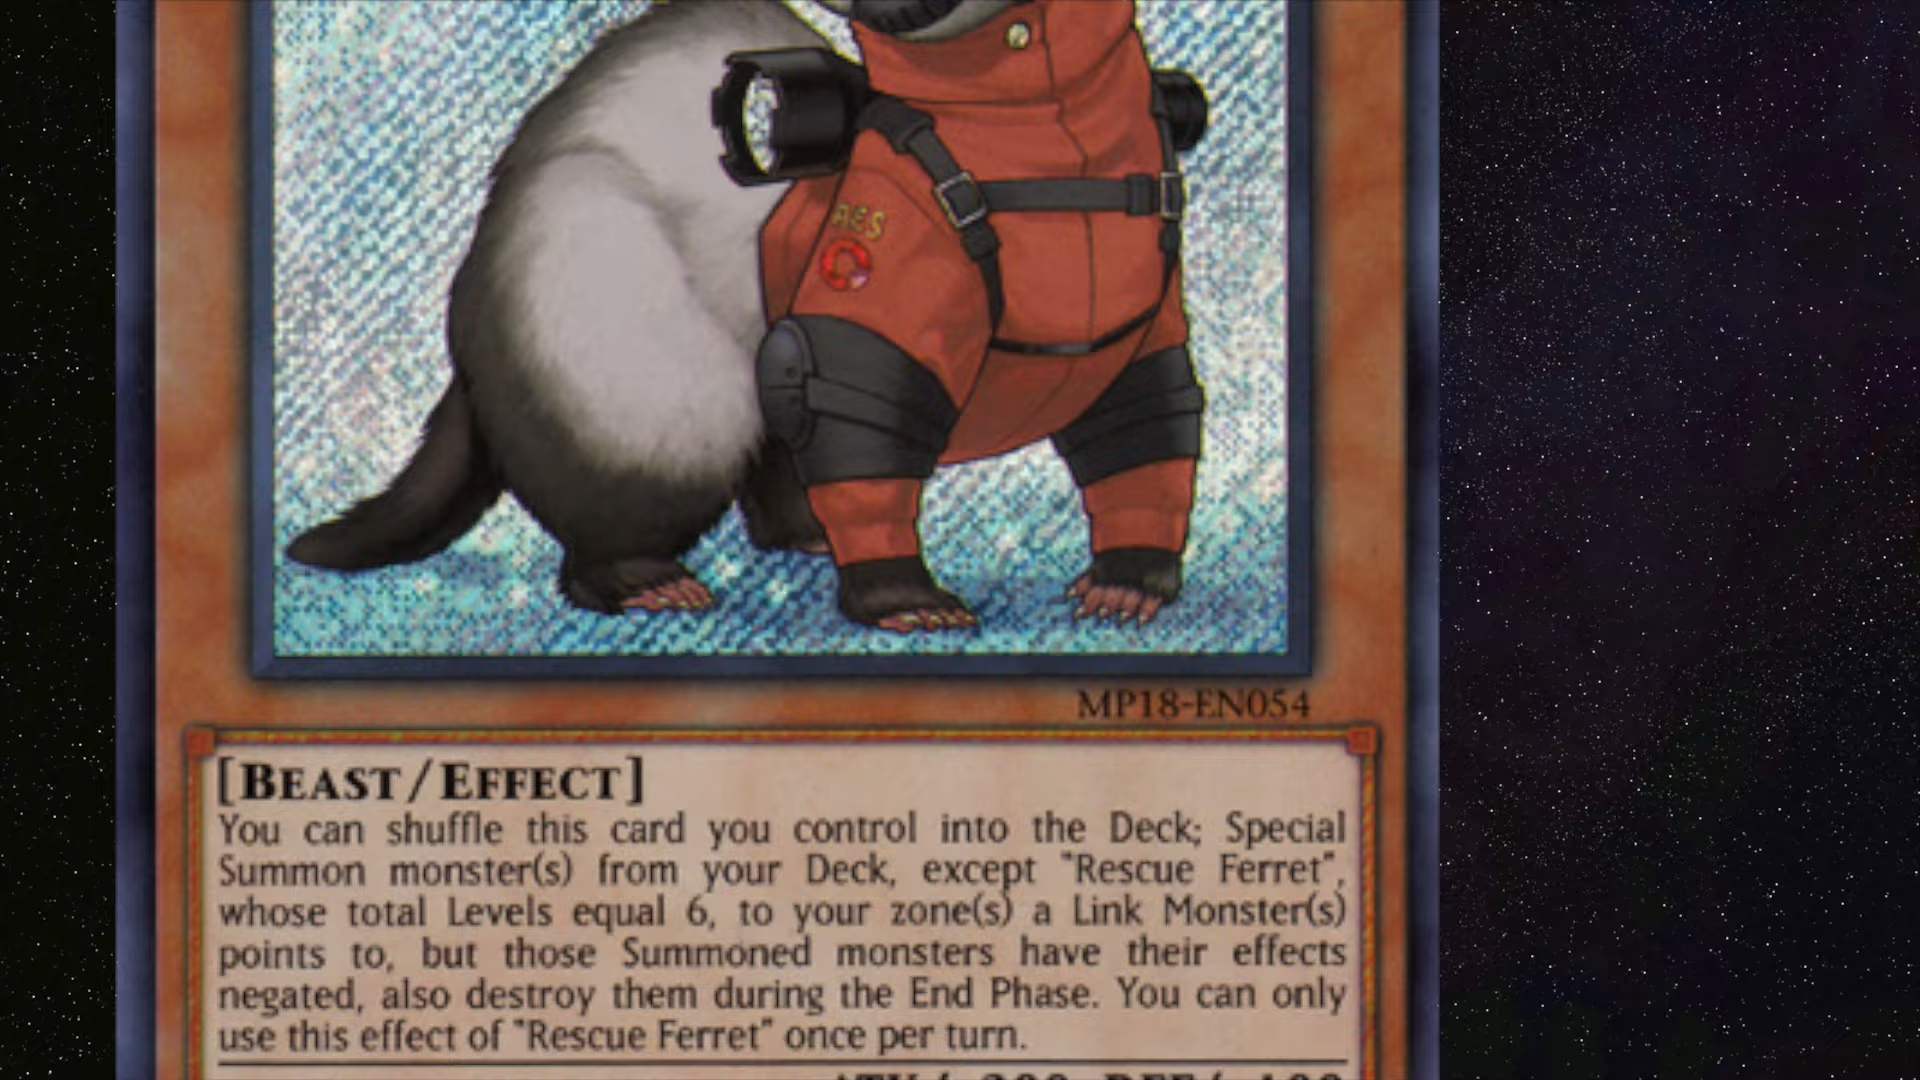 A&S
MP18-EN054
[BEAST/EFFECT]
You can shuffle this card you control into the Deck; Special
Summon monster(s) from your Deck, except "Rescue Ferret",
whose total Levels equal 6, to your zone(s) a Link Monster(s)
points to, but those Summoned monsters have their effects
negated, also destroy them during the End Phase. You can only
use this effect of "Rescue Ferret" once per turn.